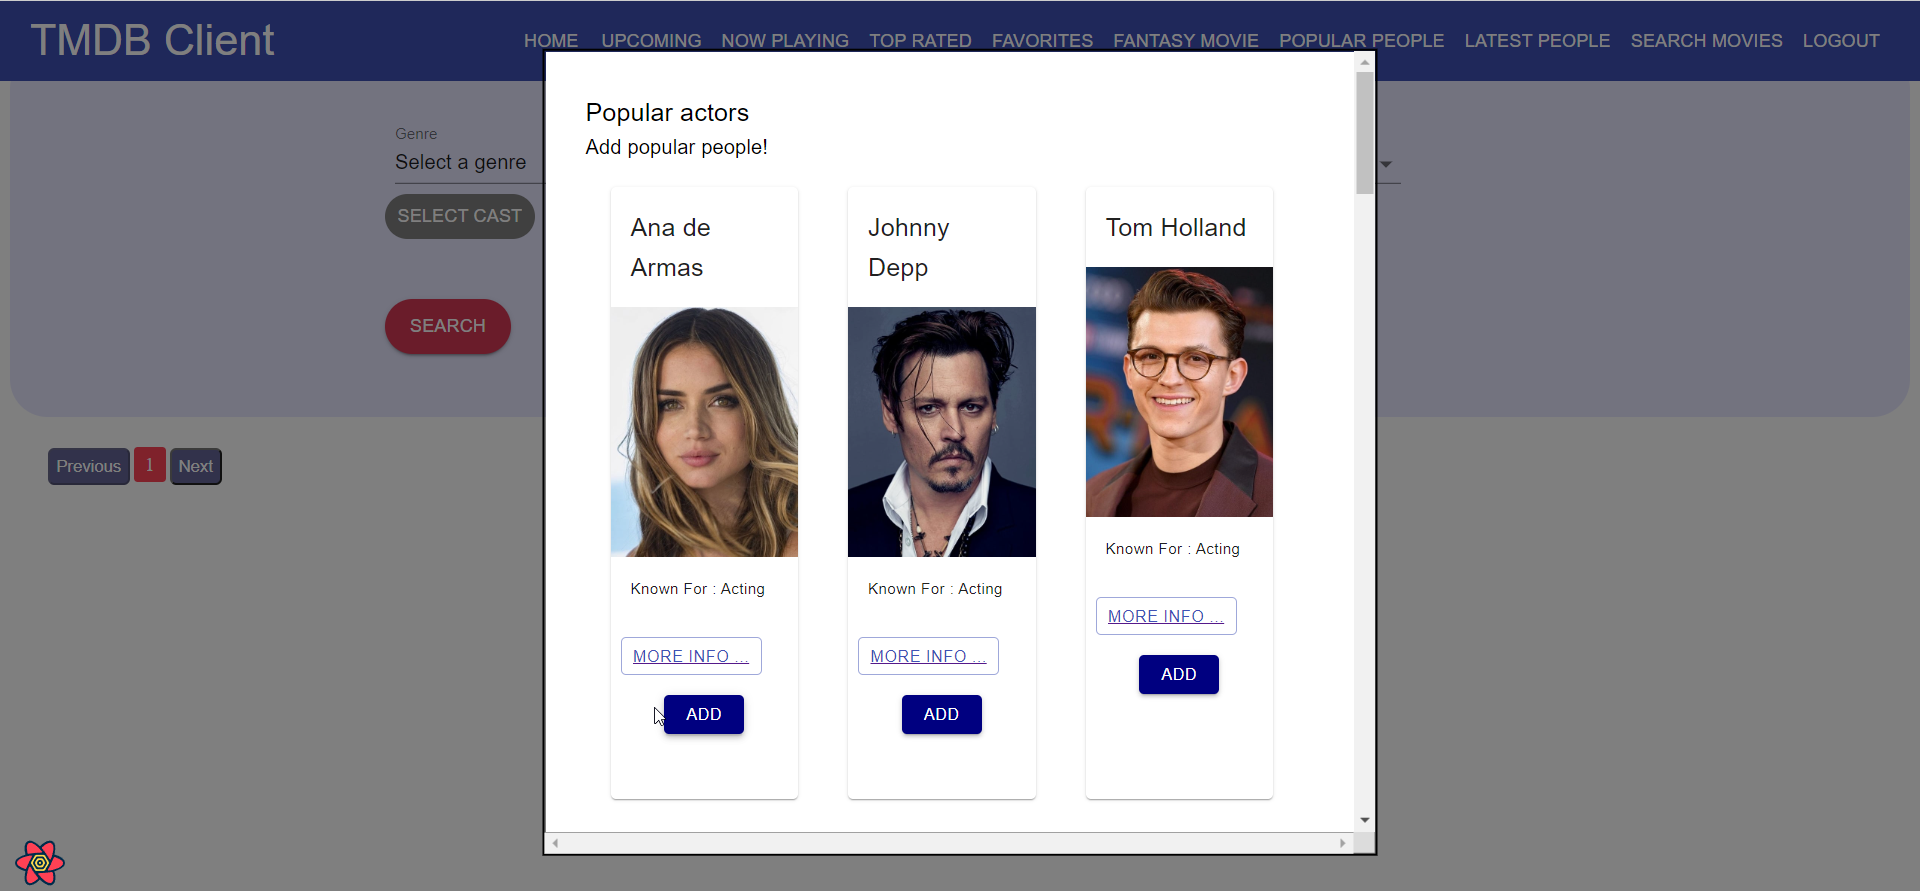 TMDB Client
HOME UPCOMING NOW PLAYING TOP RATED FAVORITES FANTASY MOVIE POPULAR PEOPLE LATEST PEOPLE SEARCH MOVIES LOGOUT
Genre
Select a genre
SELECT CAST
SEARCH
Previous 1 Next
Popular actors
Add popular people!
Ana de
Armas
Known For : Acting
MORE INFO ...
ADD
Johnny
Depp
Known For : Acting
MORE INFO ...
ADD
Tom Holland
Known For : Acting
MORE INFO ...
ADD